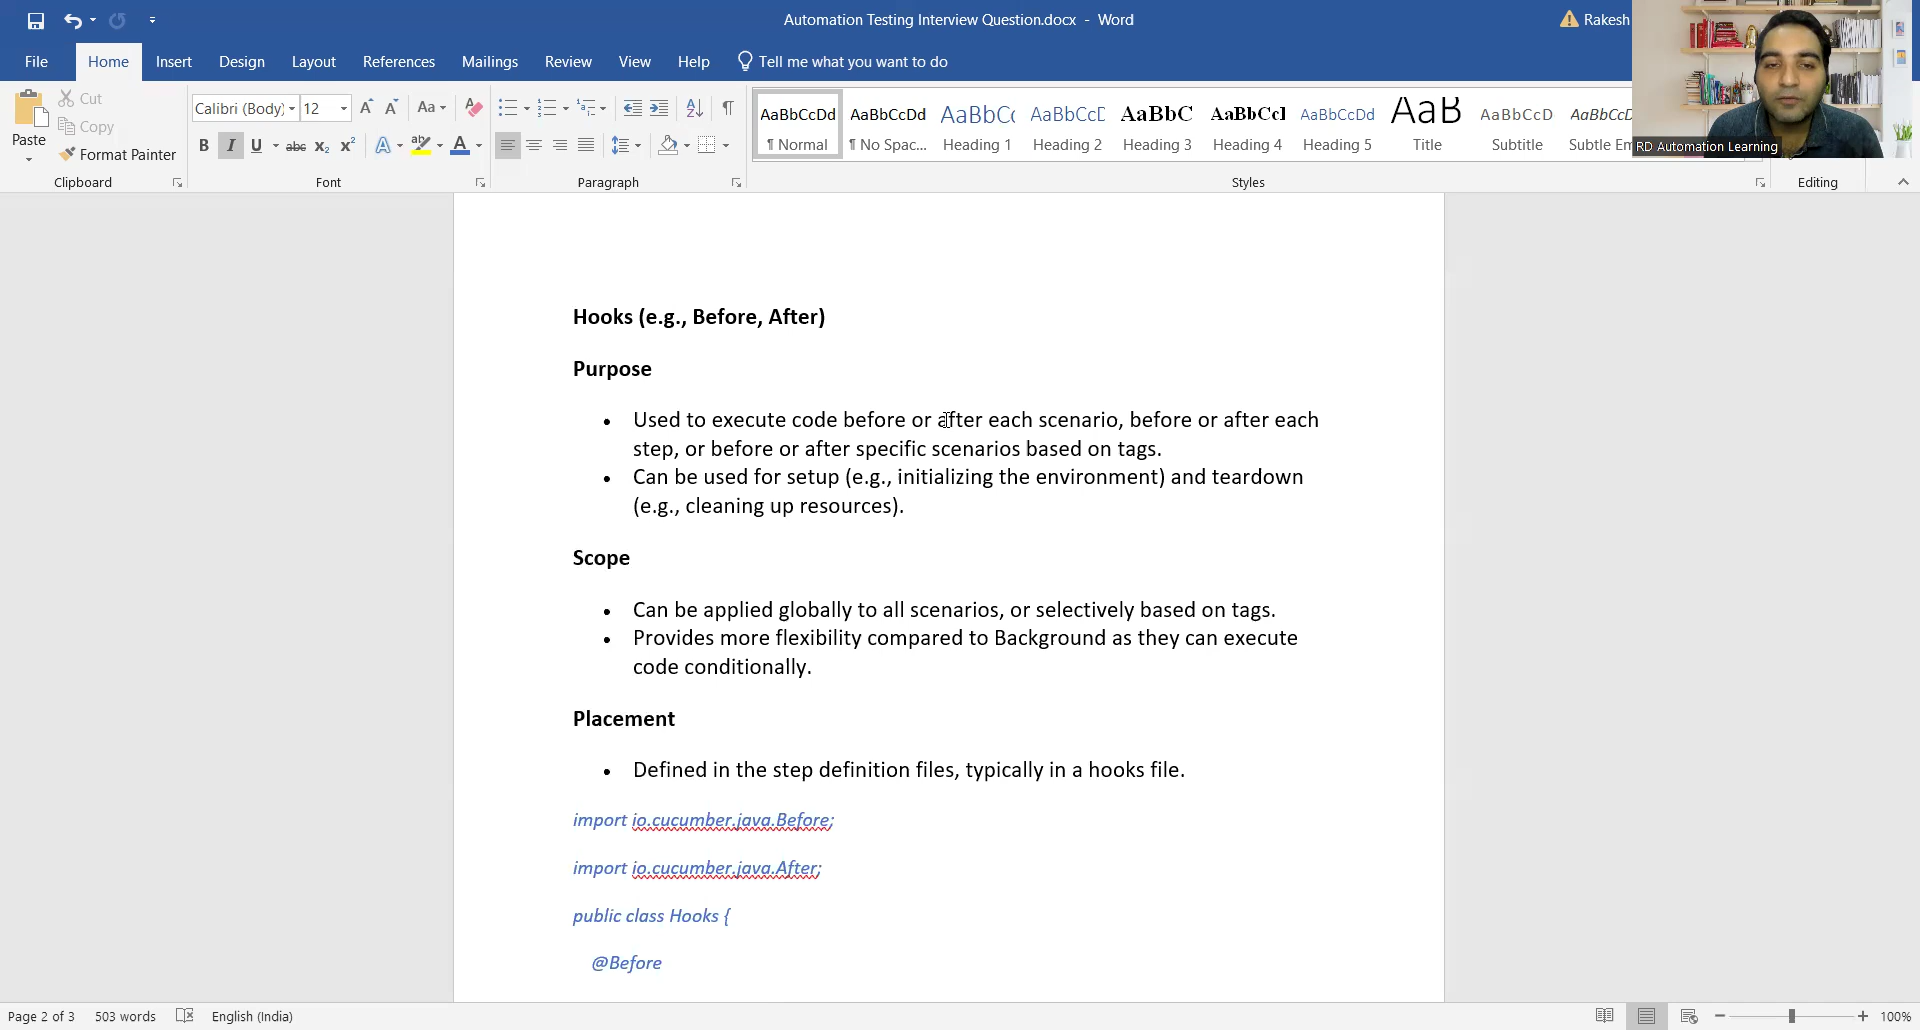 Automation Testing Interview Question.docx - Word
Rakesh
File Home Insert Design Layout References Mailings Review View Help Tell me what you want to do
Paste
Cut
Copy
Format Painter
Clipboard
Calibri (Body) 12
Font
Paragraph
AaBbCcDd AaBbCcDd AaBbC AaBbCcD AaBbC AaBbCcI AaBbCcDd AaB AaBbCcD AaBbCcD
¶ Normal ¶ No Spac... Heading 1 Heading 2 Heading 3 Heading 4 Heading 5 Title Subtitle Subtle Em
Styles
Editing
RD Automation Learning
Hooks (e.g., Before, After)
Purpose
• Used to execute code before or after each scenario, before or after each
step, or before or after specific scenarios based on tags.
• Can be used for setup (e.g., initializing the environment) and teardown
(e.g., cleaning up resources).
Scope
• Can be applied globally to all scenarios, or selectively based on tags.
• Provides more flexibility compared to Background as they can execute
code conditionally.
Placement
• Defined in the step definition files, typically in a hooks file.
import io.cucumber.java.Before;
import io.cucumber.java.After;
public class Hooks {
@Before
Page 2 of 3 503 words English (India) 100%